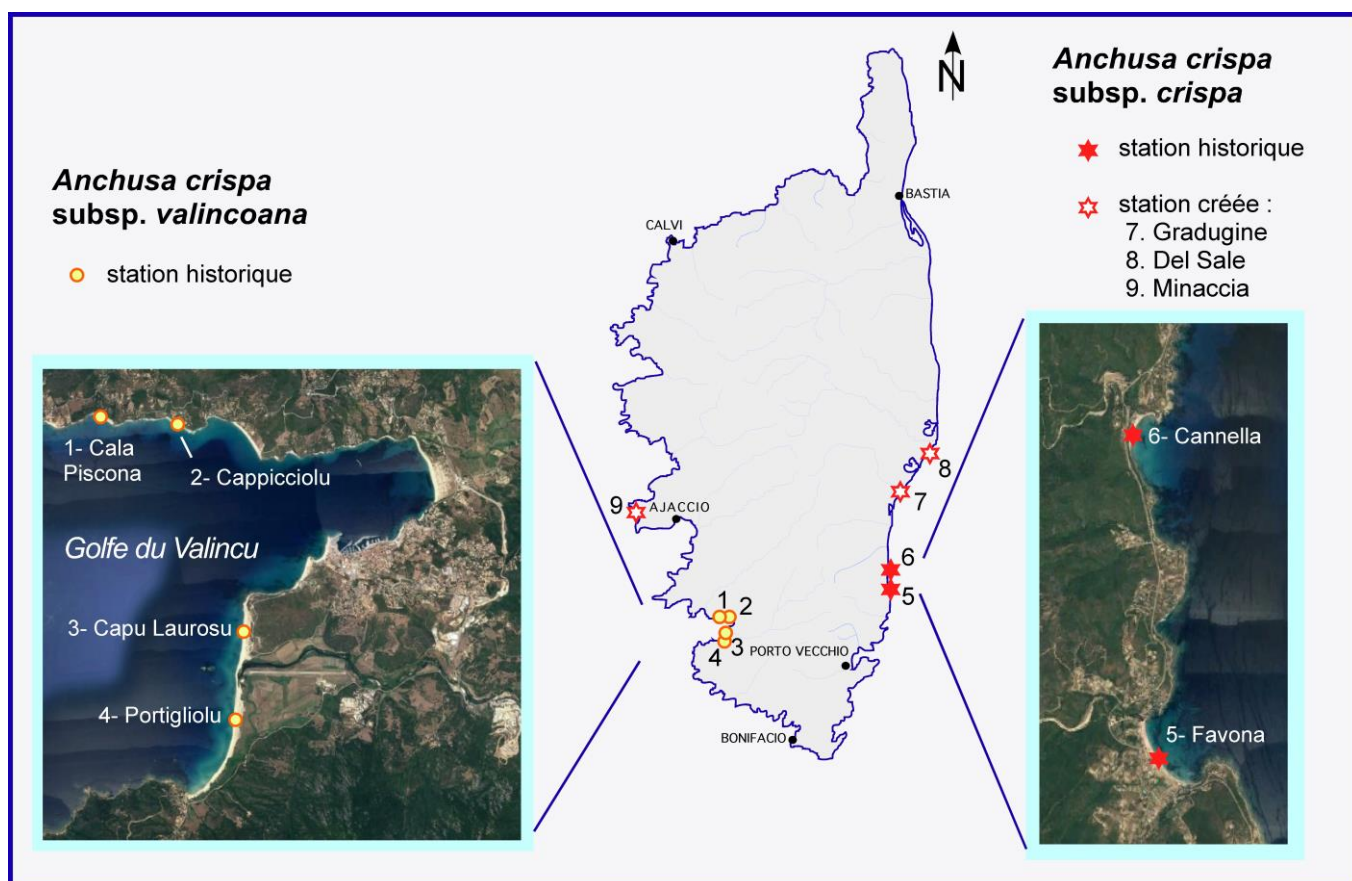 Anchusa crispa
subsp. valincoana
station historique
1- Cala
Piscona
2- Cappicciolu
Golfe du Valincu
3- Capu Laurosu
4- Portigliolu
N
BASTIA
CALVI
8
7
9
AJACCIO
6
5
1
2
3
4
PORTO VECCHIO
BONIFACIO
Anchusa crispa
subsp. crispa
station historique
station créée :
7. Gradugine
8. Del Sale
9. Minaccia
6- Cannella
5- Favona